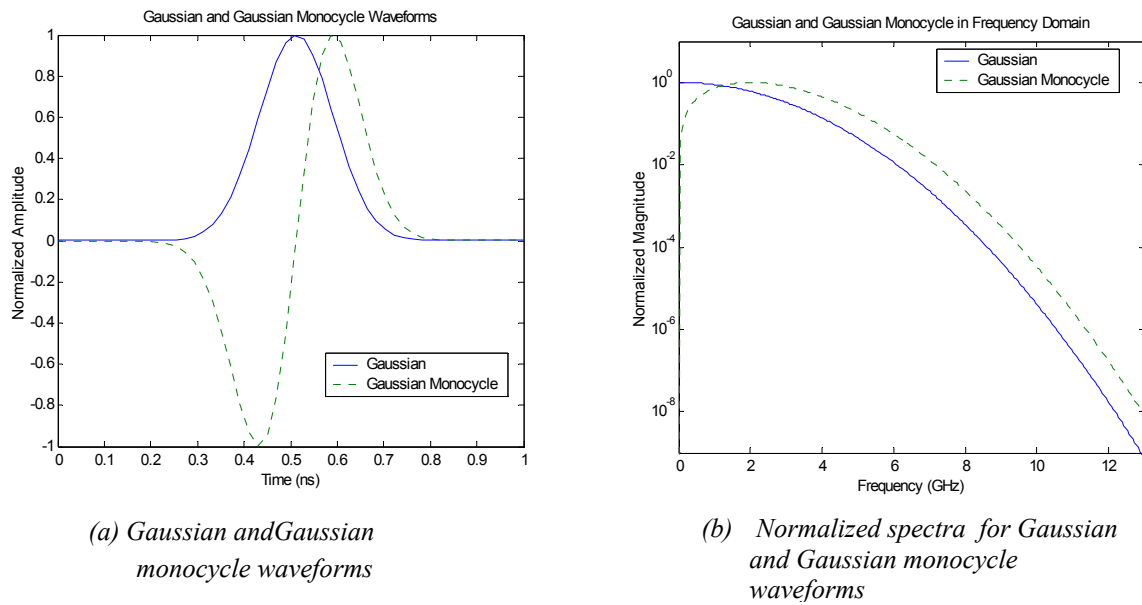 Gaussian and Gaussian Monocycle Waveforms
1
0.8
0.6
0.4
0.2
0
-0.2
-0.4
-0.6
-0.8
-1
Normalized Amplitude
Gaussian
Gaussian Monocycle
0 0.1 0.2 0.3 0.4 0.5 0.6 0.7 0.8 0.9 1
Time (ns)
(a) Gaussian andGaussian
monocycle waveforms
Gaussian and Gaussian Monocycle in Frequency Domain
Gaussian
Gaussian Monocycle
10^0
10^-2
10^-4
10^-6
10^-8
Normalized Magnitude
0 2 4 6 8 10 12
Frequency (GHz)
(b) Normalized spectra for Gaussian
and Gaussian monocycle
waveforms